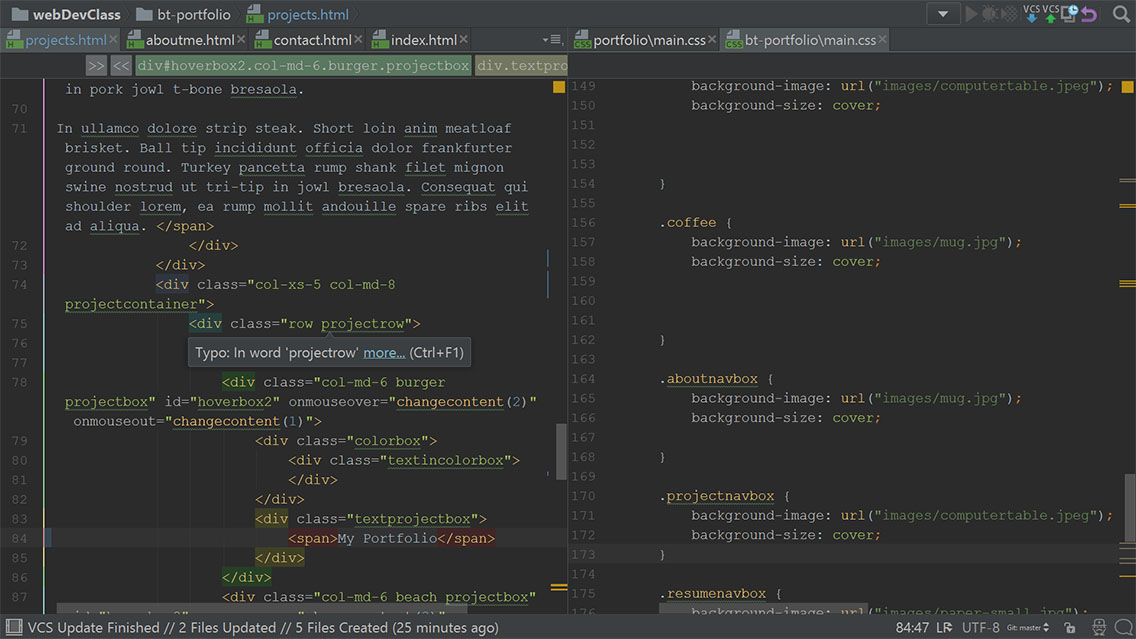 webDevClass bt-portfolio projects.html
VCS VCS
projects.html aboutme.html contact.html index.html
portfolio\main.css bt-portfolio\main.css
>> << div#hoverbox2.col-md-6.burger.projectbox div.textpro
in pork jowl t-bone bresaola.
70
71 In ullamco dolore strip steak. Short loin anim meatloaf
brisket. Ball tip incididunt officia dolor frankfurter
ground round. Turkey pancetta rump shank filet mignon
swine nostrud ut tri-tip in jowl bresaola. Consequat qui
shoulder lorem, ea rump mollit andouille spare ribs elit
ad aliqua. </span>
72 </div>
73 </div>
74 <div class="col-xs-5 col-md-8
projectcontainer">
75 <div class="row projectrow">
76
Typo: In word 'projectrow' more... (Ctrl+F1)
77
78 <div class="col-md-6 burger
projectbox" id="hoverbox2" onmouseover="changecontent(2)"
onmouseout="changecontent(1)">
79 <div class="colorbox">
80 <div class="textincolorbox">
81 </div>
82 </div>
83 <div class="textprojectbox">
84 <span>My Portfolio</span>
85 </div>
86 </div>
87 <div class="col-md-6 beach projectbox"
149 background-image: url("images/computertable.jpeg");
150 background-size: cover;
151
152
153
154 }
155
156 .coffee {
157 background-image: url("images/mug.jpg");
158 background-size: cover;
159
160
161
162 }
163
164 .aboutnavbox {
165 background-image: url("images/mug.jpg");
166 background-size: cover;
167
168 }
169
170 .projectnavbox {
171 background-image: url("images/computertable.jpeg");
172 background-size: cover;
173 }
174
175 .resumenavbox {
176 background-image: url("images/paper-small.jpg");
VCS Update Finished // 2 Files Updated // 5 Files Created (25 minutes ago)
84:47 LF UTF-8 Git: master